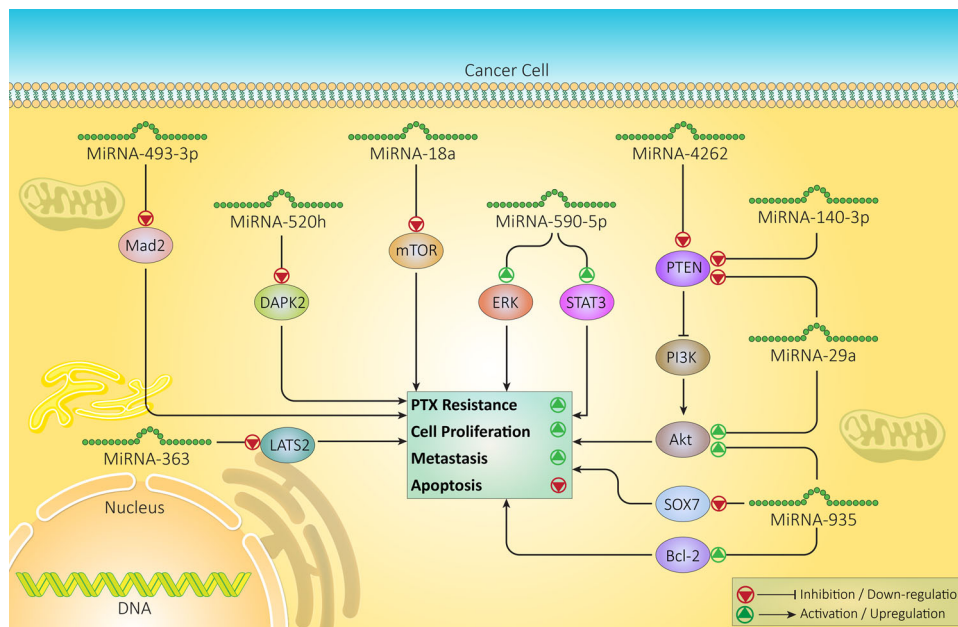 Cancer Cell
MiRNA-493-3p
MiRNA-18a
MiRNA-4262
MiRNA-520h
MiRNA-590-5p
MiRNA-140-3p
Mad2
mTOR
PTEN
DAPK2
ERK
STAT3
PI3K
MiRNA-29a
PTX Resistance
Cell Proliferation
Metastasis
Apoptosis
Akt
LATS2
MiRNA-363
SOX7
MiRNA-935
Nucleus
Bcl-2
DNA
Inhibition / Down-regulation
Activation / Upregulation